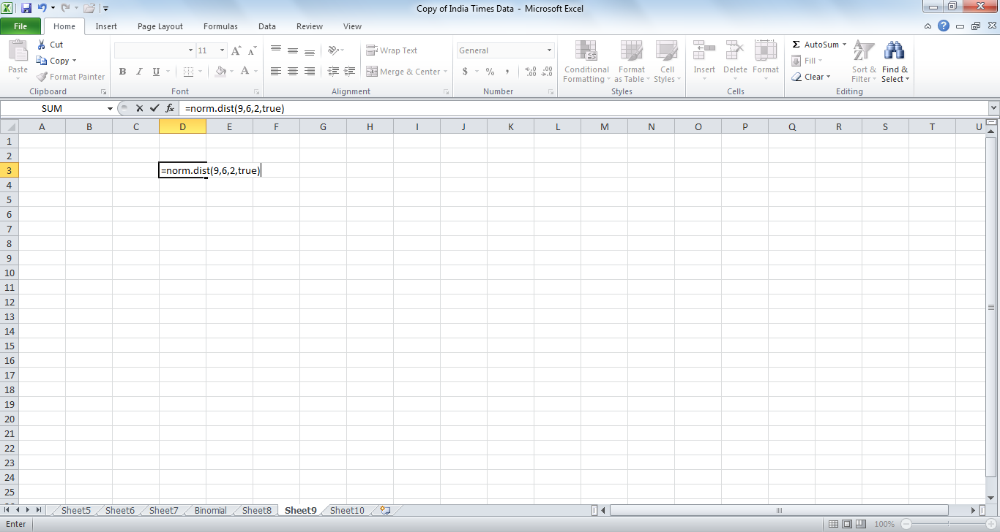 Copy of India Times Data - Microsoft Excel
File Home Insert Page Layout Formulas Data Review View
Paste
Cut
Copy
Format Painter
Clipboard
11
A A
B I U
A
Font
Wrap Text
Merge & Center
Alignment
General
$ % , .00 .00
Number
Conditional Formatting
Format as Table
Cell Styles
Styles
Insert Delete Format
Cells
Σ AutoSum
Fill
Clear
Sort & Filter
Find & Select
Editing
SUM fx =norm.dist(9,6,2,true)
A B C D E F G H I J K L M N O P Q R S T U
1
2
3 =norm.dist(9,6,2,true)
4
5
6
7
8
9
10
11
12
13
14
15
16
17
18
19
20
21
22
23
24
25
Sheet5 Sheet6 Sheet7 Binomial Sheet8 Sheet9 Sheet10
Enter 100%